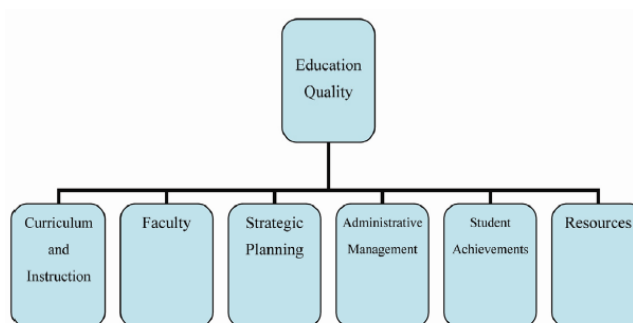 Education
Quality
Curriculum
and
Instruction
Faculty
Strategic
Planning
Administrative
Management
Student
Achievements
Resources